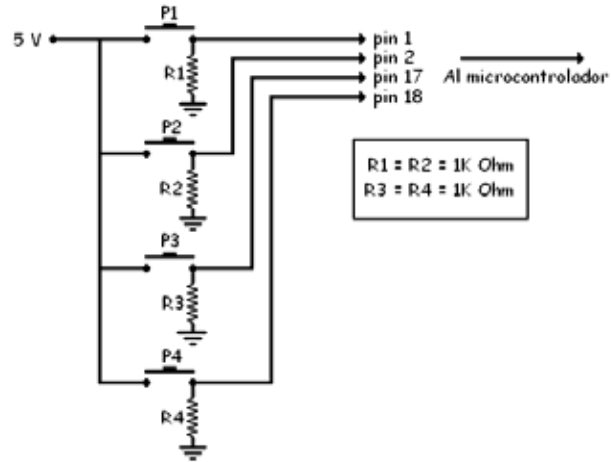 P1
5 V
pin 1
pin 2
pin 17
pin 18
Al microcontrolador
R1
P2
R2
R1 = R2 = 1K Ohm
R3 = R4 = 1K Ohm
P3
R3
P4
R4